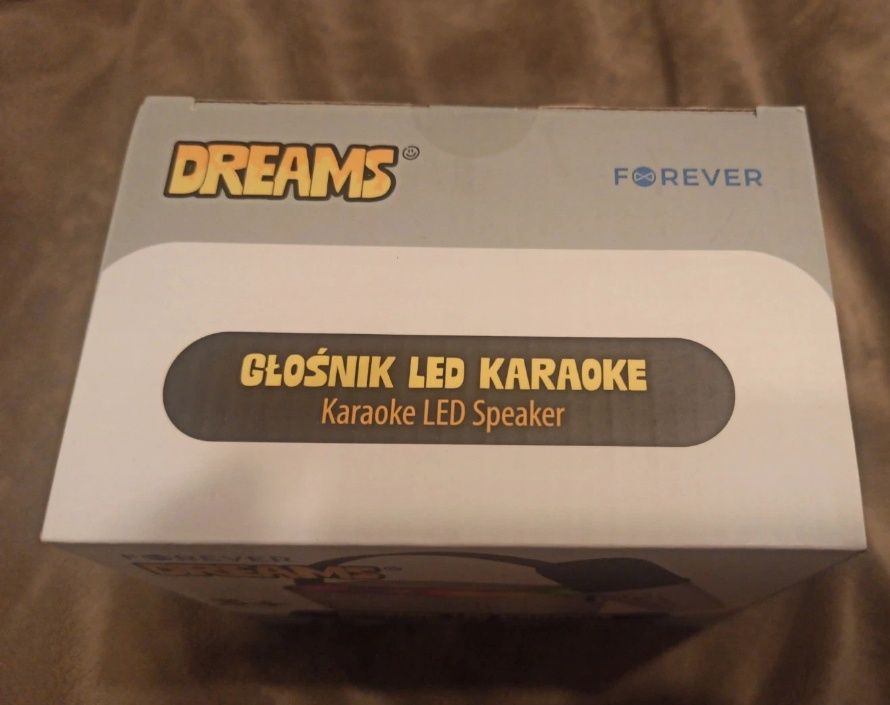 DREAMS
FOREVER
GŁOŚNIK LED KARAOKE
Karaoke LED Speaker
FOREVER
DREAMS